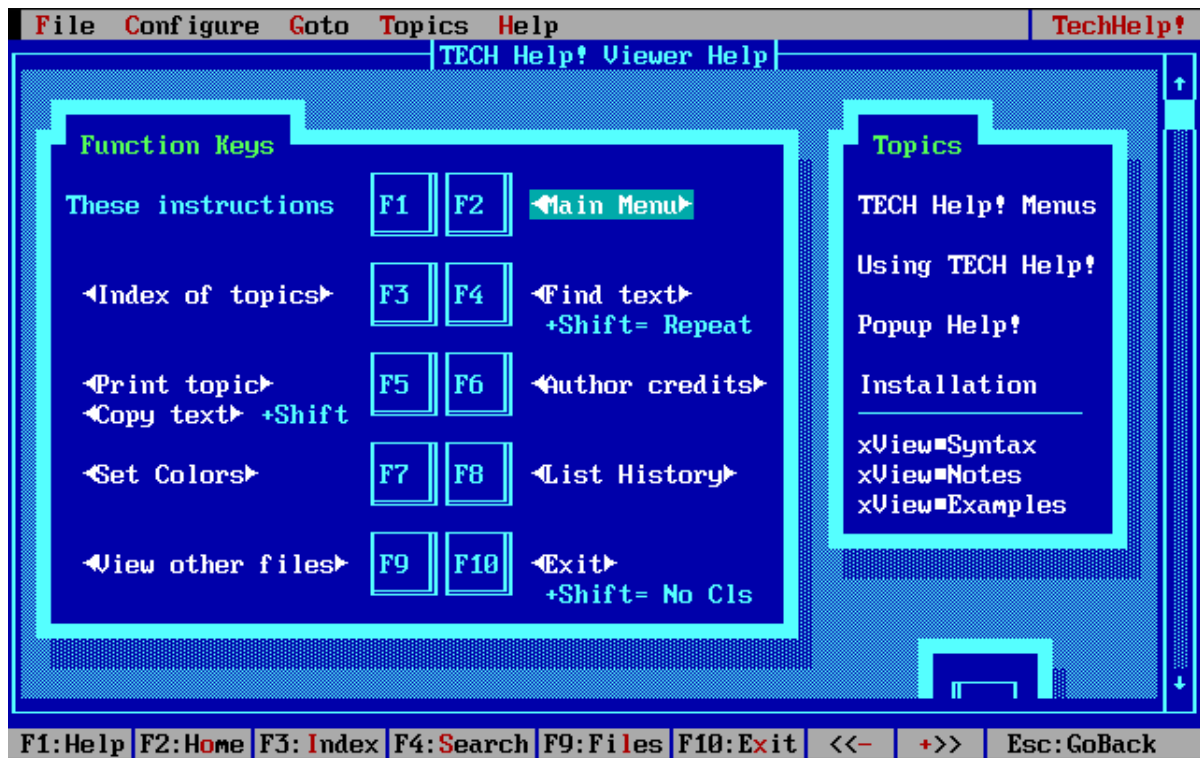 File Configure Goto Topics Help TechHelp!
TECH Help! Viewer Help
Function Keys
These instructions F1 F2 ◄Main Menu►
◄Index of topics► F3 F4 ◄Find text►
+Shift= Repeat
◄Print topic► F5 F6 ◄Author credits►
◄Copy text► +Shift
◄Set Colors► F7 F8 ◄List History►
◄View other files► F9 F10 ◄Exit►
+Shift= No Cls
Topics
TECH Help! Menus
Using TECH Help!
Popup Help!
Installation
xView■Syntax
xView■Notes
xView■Examples
F1:Help F2:Home F3:Index F4:Search F9:Files F10:Exit <<- +>> Esc:GoBack